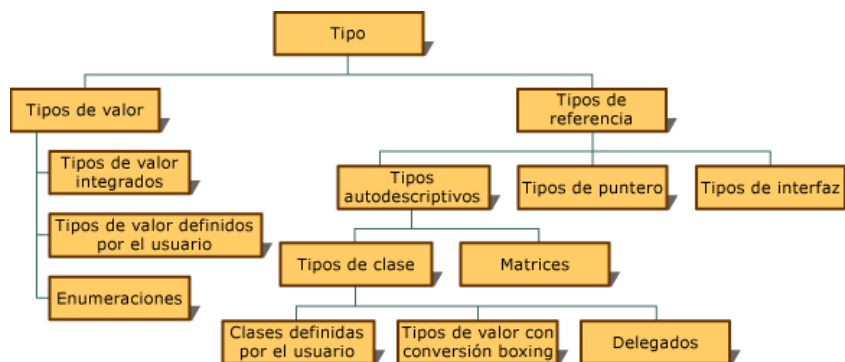 Tipo
Tipos de valor
Tipos de
referencia
Tipos de valor
integrados
Tipos
autodescriptivos
Tipos de puntero
Tipos de interfaz
Tipos de valor definidos
por el usuario
Tipos de clase
Matrices
Enumeraciones
Clases definidas
por el usuario
Tipos de valor con
conversión boxing
Delegados